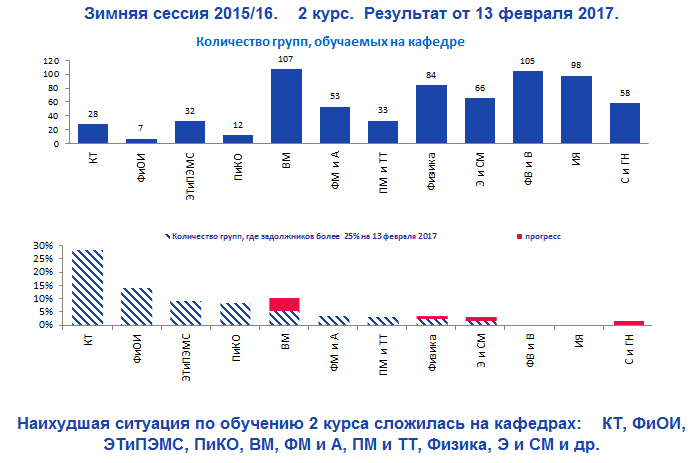 Зимняя сессия 2015/16. 2 курс. Результат от 13 февраля 2017.
Количество групп, обучаемых на кафедре
120
100
80
60
40
20
0
28
7
32
12
107
53
33
84
66
105
98
58
КТ
ФиОИ
ЭТиПЭМС
ПиКО
ВМ
ФМ и А
ПМ и ТТ
Физика
Э и СМ
ФВ и В
ИЯ
С и ГН
Количество групп, где задолжников более 25% на 13 февраля 2017
прогресс
30%
25%
20%
15%
10%
5%
0%
КТ
ФиОИ
ЭТиПЭМС
ПиКО
ВМ
ФМ и А
ПМ и ТТ
Физика
Э и СМ
ФВ и В
ИЯ
С и ГН
Наихудшая ситуация по обучению 2 курса сложилась на кафедрах: КТ, ФиОИ,
ЭТиПЭМС, ПиКО, ВМ, ФМ и А, ПМ и ТТ, Физика, Э и СМ и др.